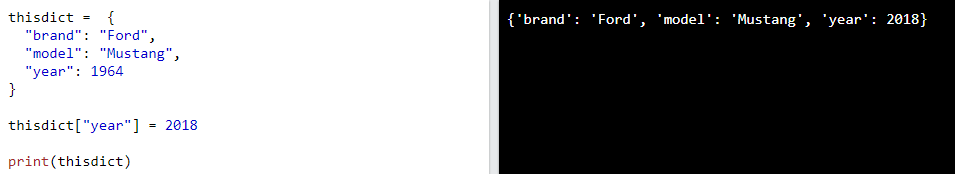 thisdict =  {
  "brand": "Ford",
  "model": "Mustang",
  "year": 1964
}

thisdict["year"] = 2018

print(thisdict)
{'brand': 'Ford', 'model': 'Mustang', 'year': 2018}